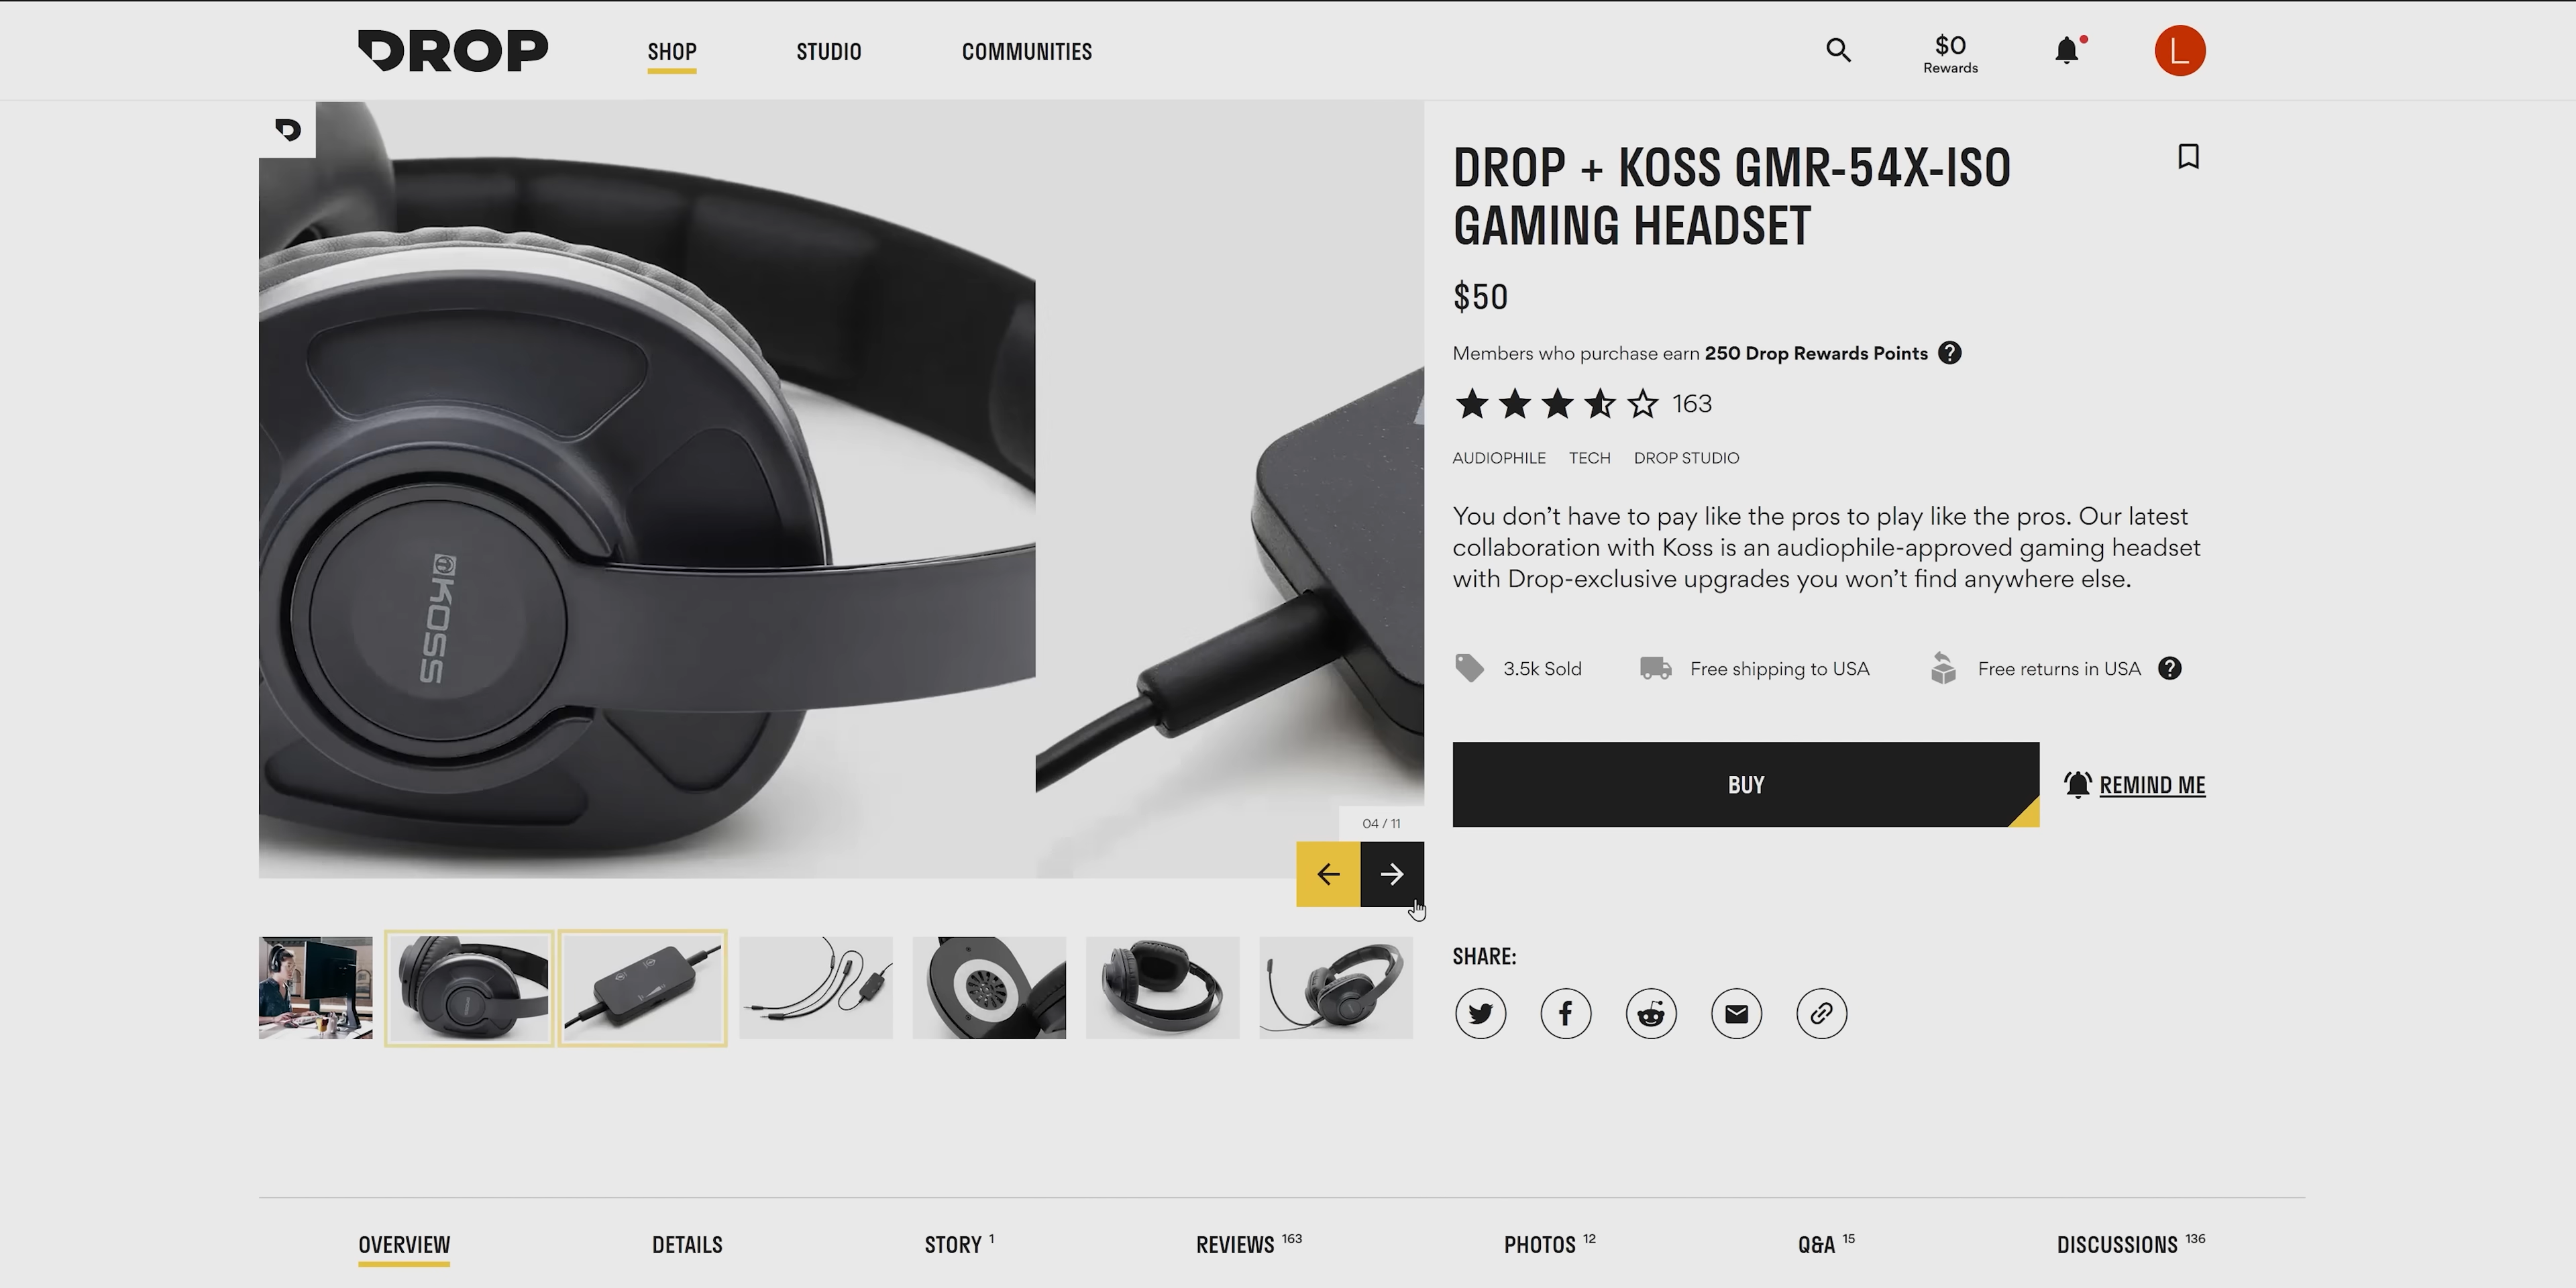 DROP
SHOP
STUDIO
COMMUNITIES
$0
Rewards
L
DROP + KOSS GMR-54X-ISO
GAMING HEADSET
$50
Members who purchase earn 250 Drop Rewards Points ?
163
AUDIOPHILE
TECH
DROP STUDIO
You don’t have to pay like the pros to play like the pros. Our latest
collaboration with Koss is an audiophile-approved gaming headset
with Drop-exclusive upgrades you won’t find anywhere else.
3.5k Sold
Free shipping to USA
Free returns in USA ?
BUY
REMIND ME
KOSS
04 / 11
SHARE:
OVERVIEW
DETAILS
STORY 1
REVIEWS 163
PHOTOS 12
Q&A 15
DISCUSSIONS 136